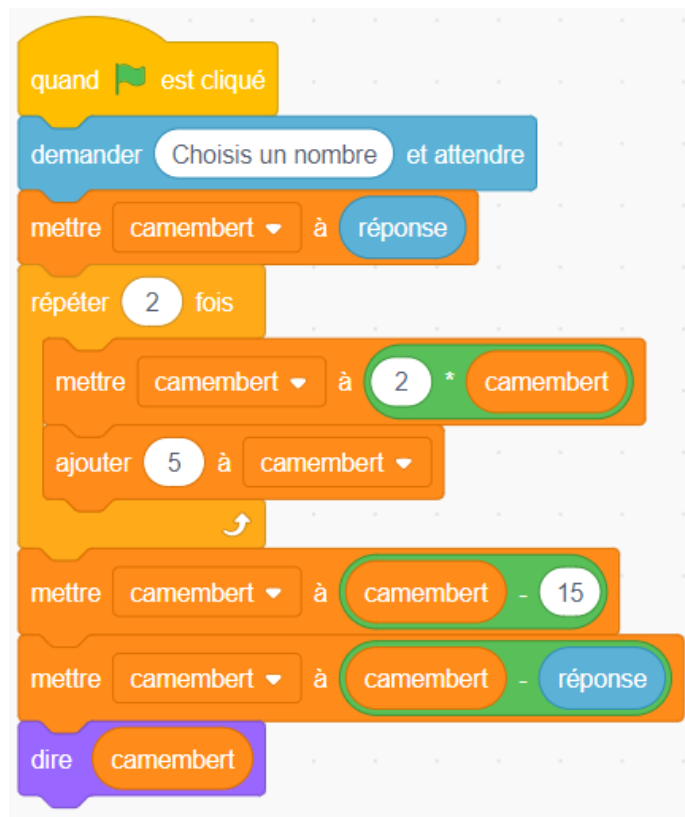 quand est cliqué
demander Choisis un nombre et attendre
mettre camembert à réponse
répéter 2 fois
mettre camembert à 2 * camembert
ajouter 5 à camembert
mettre camembert à camembert - 15
mettre camembert à camembert - réponse
dire camembert